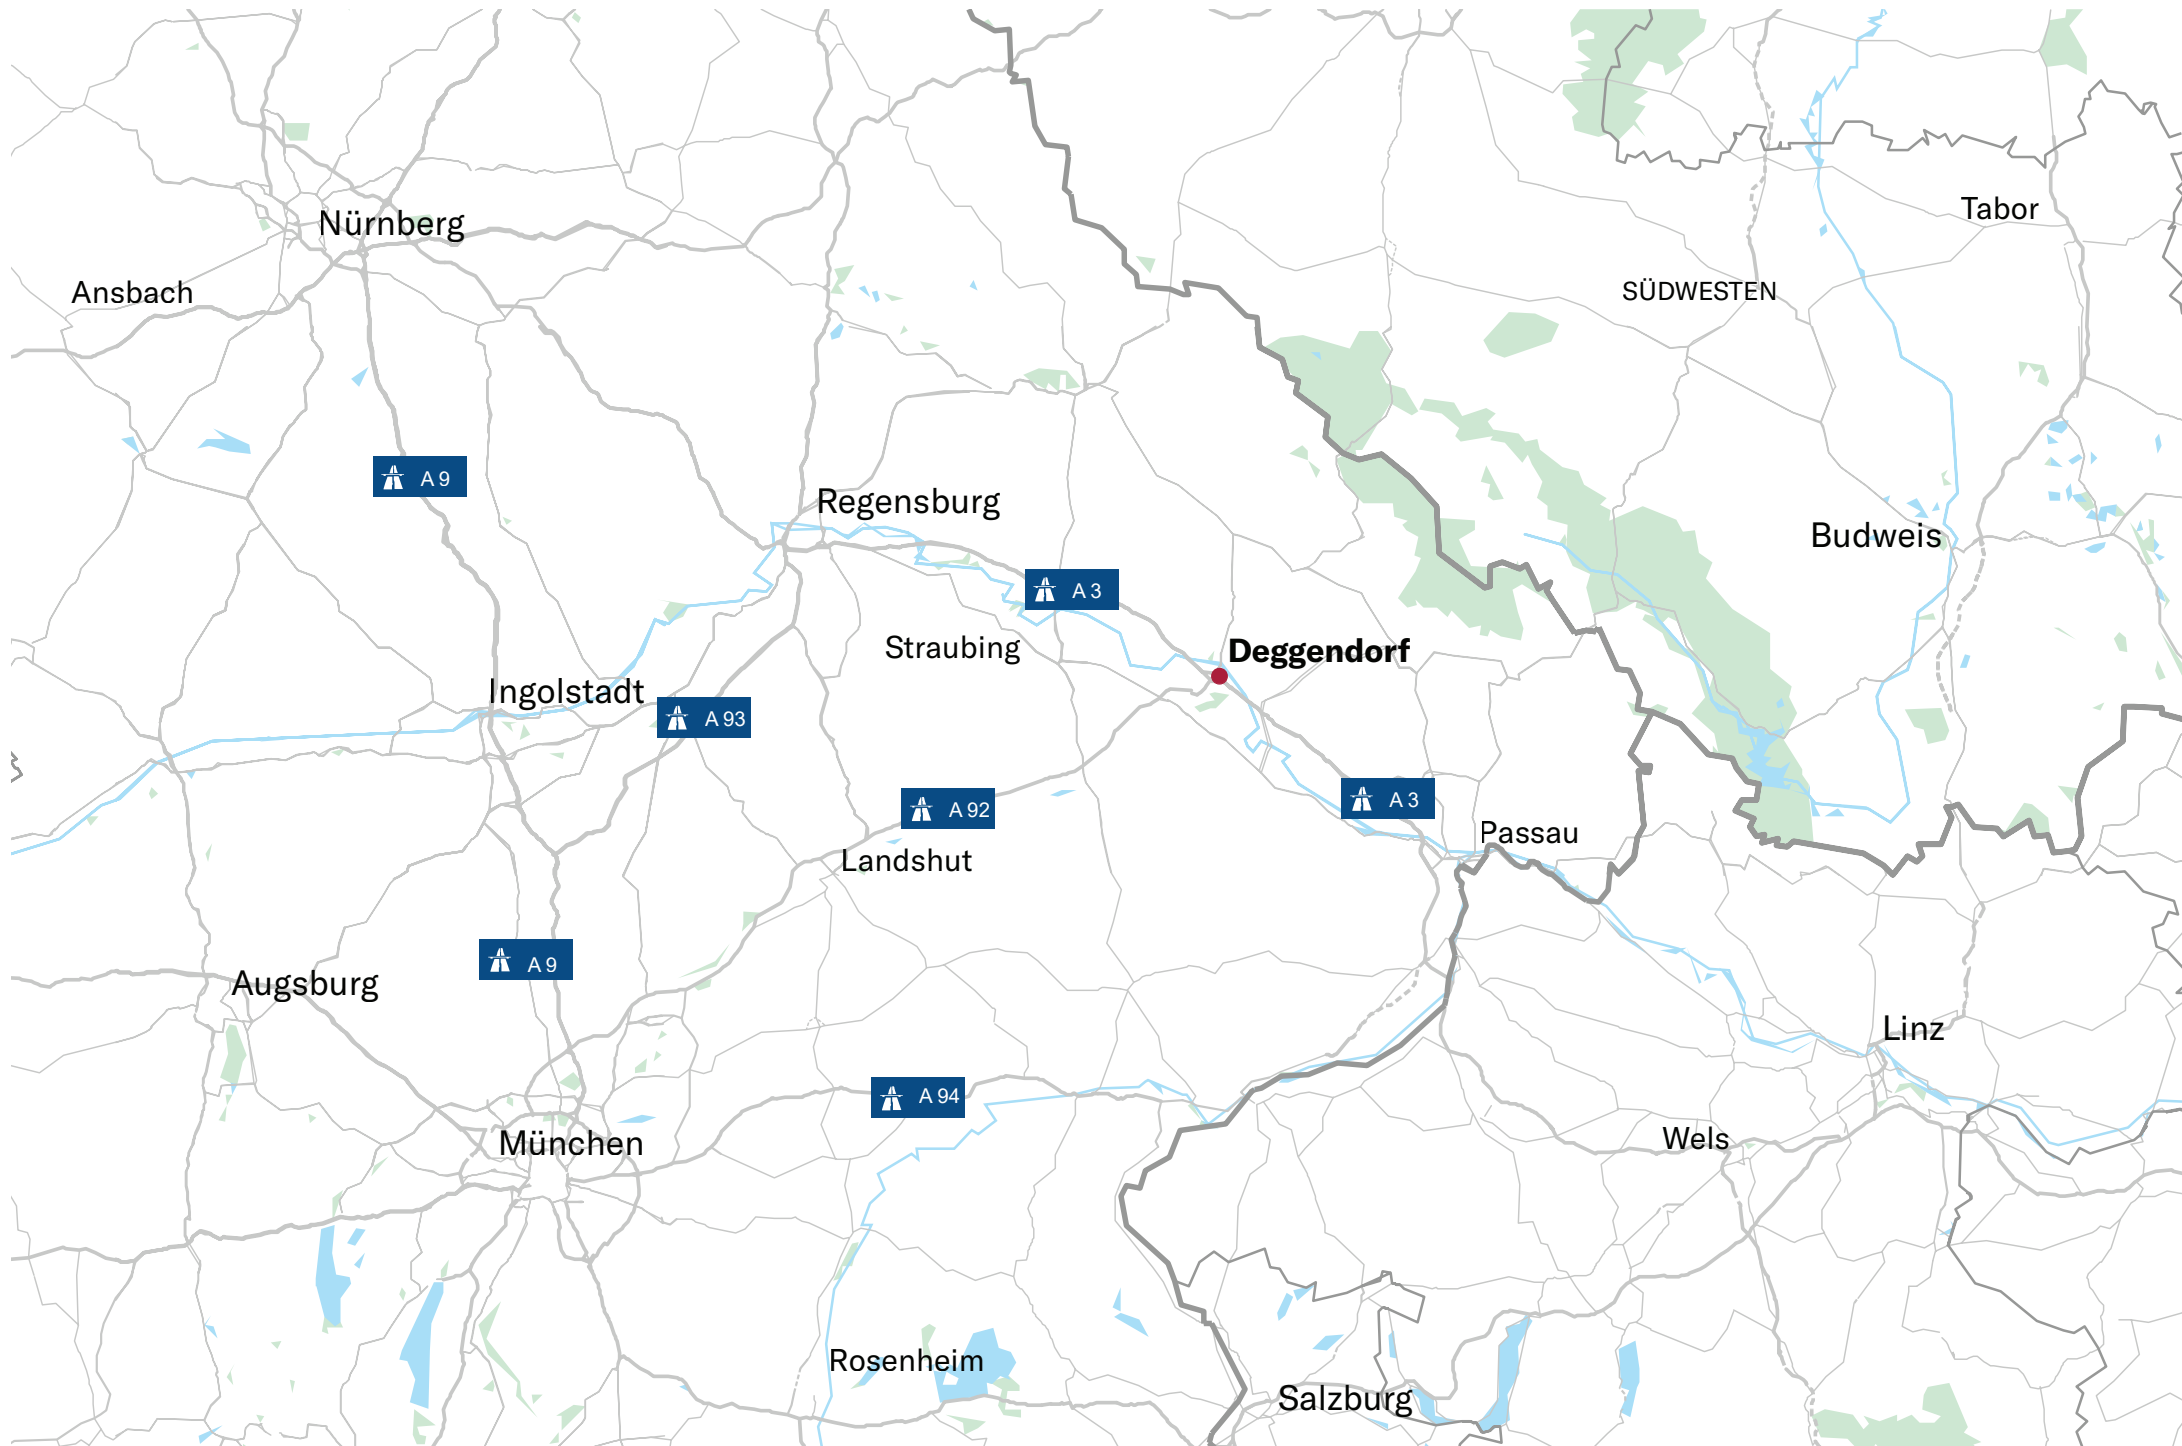 Nürnberg
Tabor
Ansbach
SÜDWESTEN
A 9
Regensburg
Budweis
A 3
Straubing
Deggendorf
Ingolstadt
A 93
A 92
A 3
Passau
Landshut
A 9
Augsburg
Linz
A 94
München
Wels
Rosenheim
Salzburg